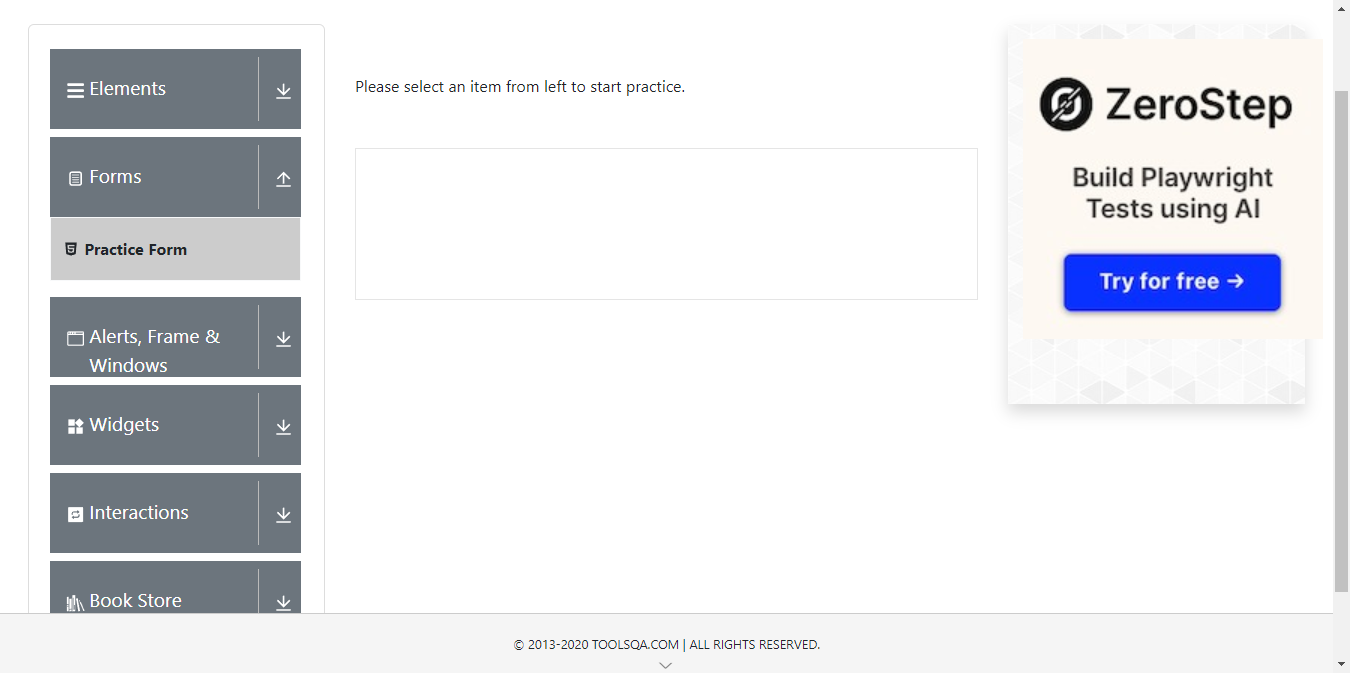 Elements
Forms
Practice Form
Alerts, Frame &
Windows
Widgets
Interactions
Book Store
Please select an item from left to start practice.
ZeroStep
Build Playwright
Tests using AI
Try for free →
© 2013-2020 TOOLSQA.COM | ALL RIGHTS RESERVED.